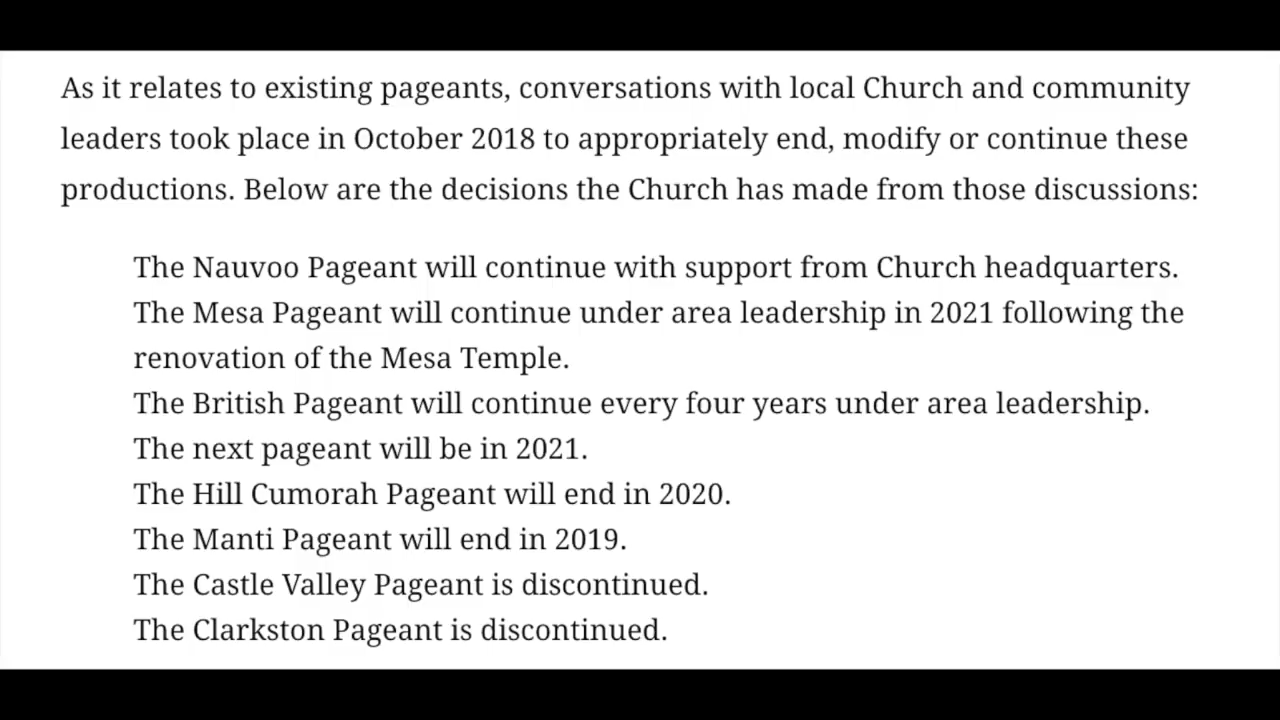 As it relates to existing pageants, conversations with local Church and community
leaders took place in October 2018 to appropriately end, modify or continue these
productions. Below are the decisions the Church has made from those discussions:
The Nauvoo Pageant will continue with support from Church headquarters.
The Mesa Pageant will continue under area leadership in 2021 following the
renovation of the Mesa Temple.
The British Pageant will continue every four years under area leadership.
The next pageant will be in 2021.
The Hill Cumorah Pageant will end in 2020.
The Manti Pageant will end in 2019.
The Castle Valley Pageant is discontinued.
The Clarkston Pageant is discontinued.